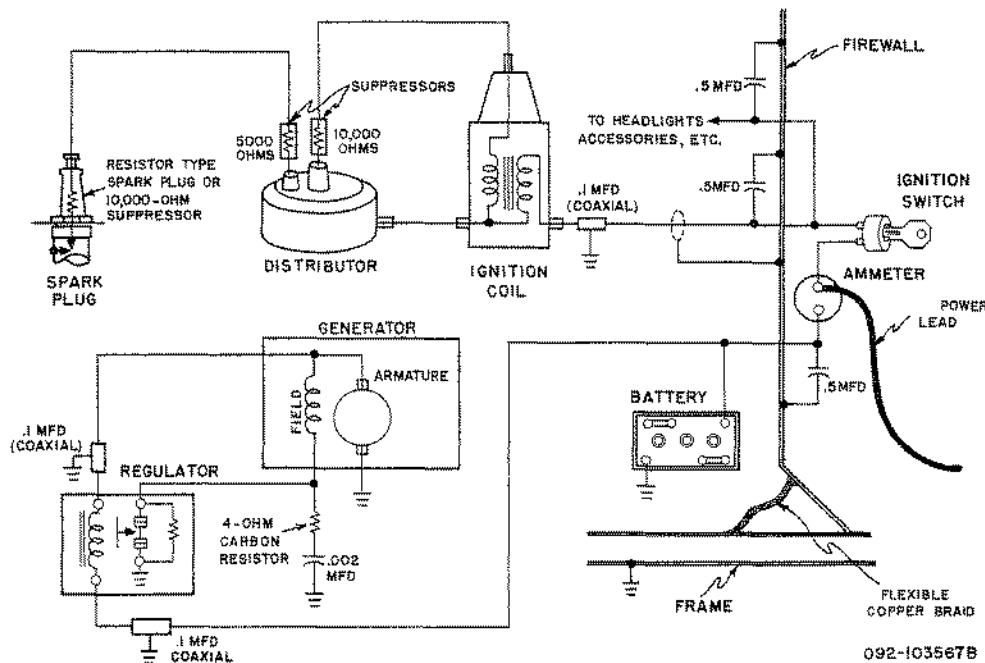 FIREWALL
.5MFD
SUPPRESSORS
TO HEADLIGHTS
ACCESSORIES, ETC.
5000
OHMS
10,000
OHMS
RESISTOR TYPE
SPARK PLUG OR
10,000-OHM
SUPPRESSOR
.5MFD
.1 MFD
(COAXIAL)
IGNITION
SWITCH
DISTRIBUTOR
IGNITION
COIL
SPARK
PLUG
AMMETER
POWER
LEAD
GENERATOR
ARMATURE
FIELD
.5MFD
BATTERY
.1 MFD
(COAXIAL)
REGULATOR
4-OHM
CARBON
RESISTOR
.002
MFD
FRAME
FLEXIBLE
COPPER BRAID
.1 MFD
COAXIAL
092-103567B